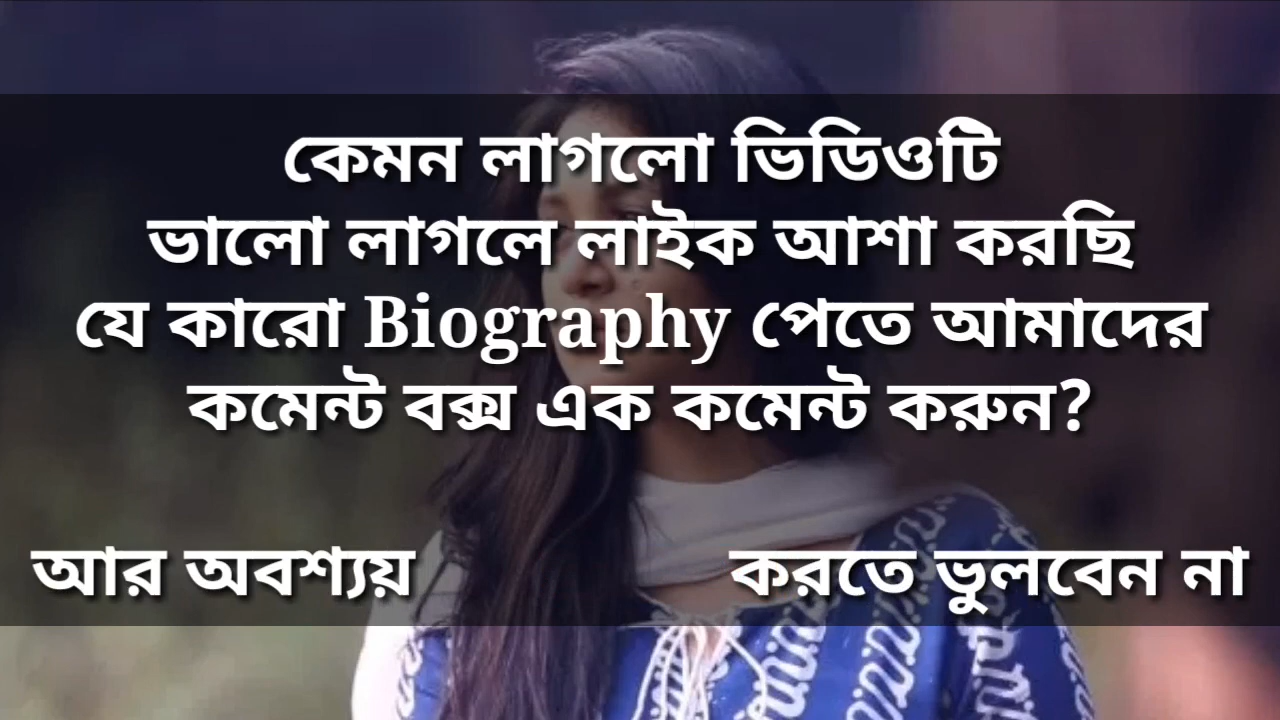 কেমন লাগলো ভিডিওটি
ভালো লাগলে লাইক আশা করছি
যে কারো Biography পেতে আমাদের
কমেন্ট বক্স এক কমেন্ট করুন?
আর অবশ্যয় করতে ভুলবেন না